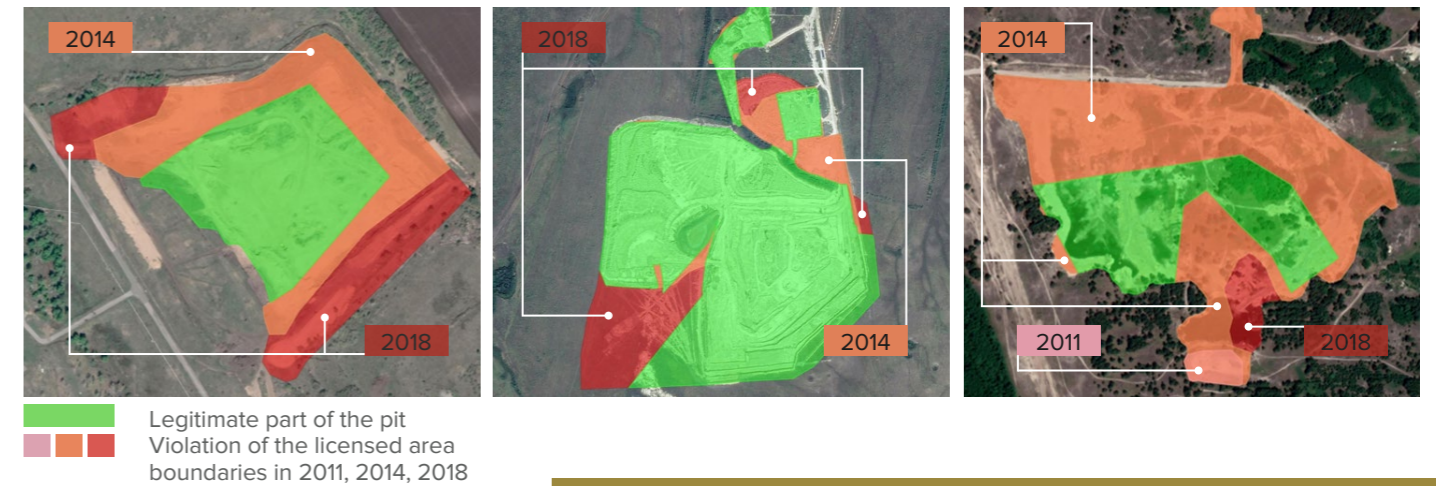 2014
2018
2018
2014
2014
2011
2018
Legitimate part of the pit
Violation of the licensed area
boundaries in 2011, 2014, 2018